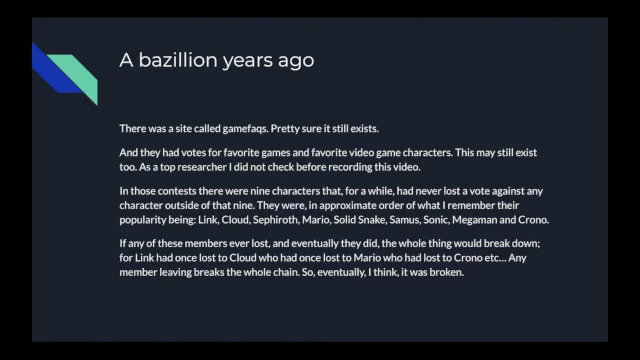 A bazillion years ago
There was a site called gamefaqs. Pretty sure it still exists.
And they had votes for favorite games and favorite video game characters. This may still exist
too. As a top researcher I did not check before recording this video.
In those contests there were nine characters that, for a while, had never lost a vote against any
character outside of that nine. They were, in approximate order of what I remember their
popularity being: Link, Cloud, Sephiroth, Mario, Solid Snake, Samus, Sonic, Megaman and Crono.
If any of these members ever lost, and eventually they did, the whole thing would break down;
for Link had once lost to Cloud who had once lost to Mario who had lost to Crono etc... Any
member leaving breaks the whole chain. So, eventually, I think, it was broken.